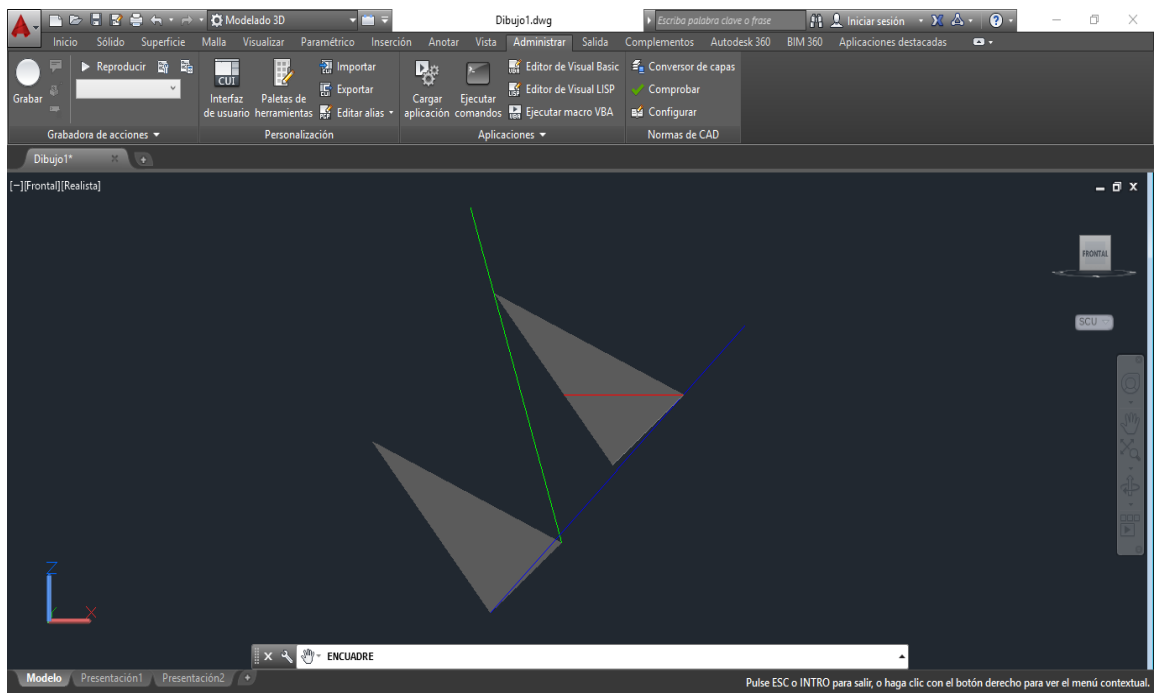 Modelado 3D
Dibujo1.dwg
Escriba palabra clave o frase
Iniciar sesión
Inicio Sólido Superficie Malla Visualizar Paramétrico Inserción Anotar Vista Administrar Salida Complementos Autodesk 360 BIM 360 Aplicaciones destacadas
Grabar
Reproducir
Grabadora de acciones
CUI
Interfaz de usuario
Paletas de herramientas
Importar
Exportar
Editar alias
Personalización
Cargar aplicación
Ejecutar comandos
Editor de Visual Basic
Editor de Visual LISP
Ejecutar macro VBA
Aplicaciones
Conversor de capas
Comprobar
Configurar
Normas de CAD
Dibujo1*
[−][Frontal][Realista]
FRONTAL
SCU
Z
X
ENCUADRE
Modelo Presentación1 Presentación2
Pulse ESC o INTRO para salir, o haga clic con el botón derecho para ver el menú contextual.